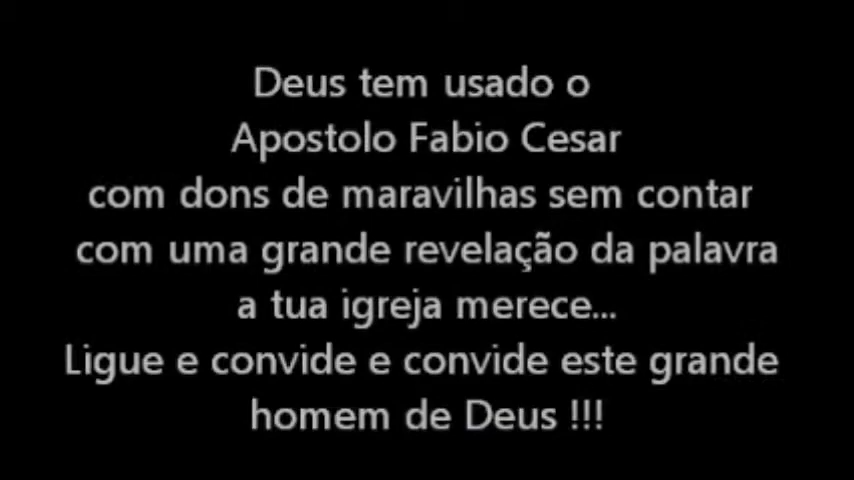 Deus tem usado o
Apostolo Fabio Cesar
com dons de maravilhas sem contar
com uma grande revelação da palavra
a tua igreja merece...
Ligue e convide e convide este grande
homem de Deus !!!